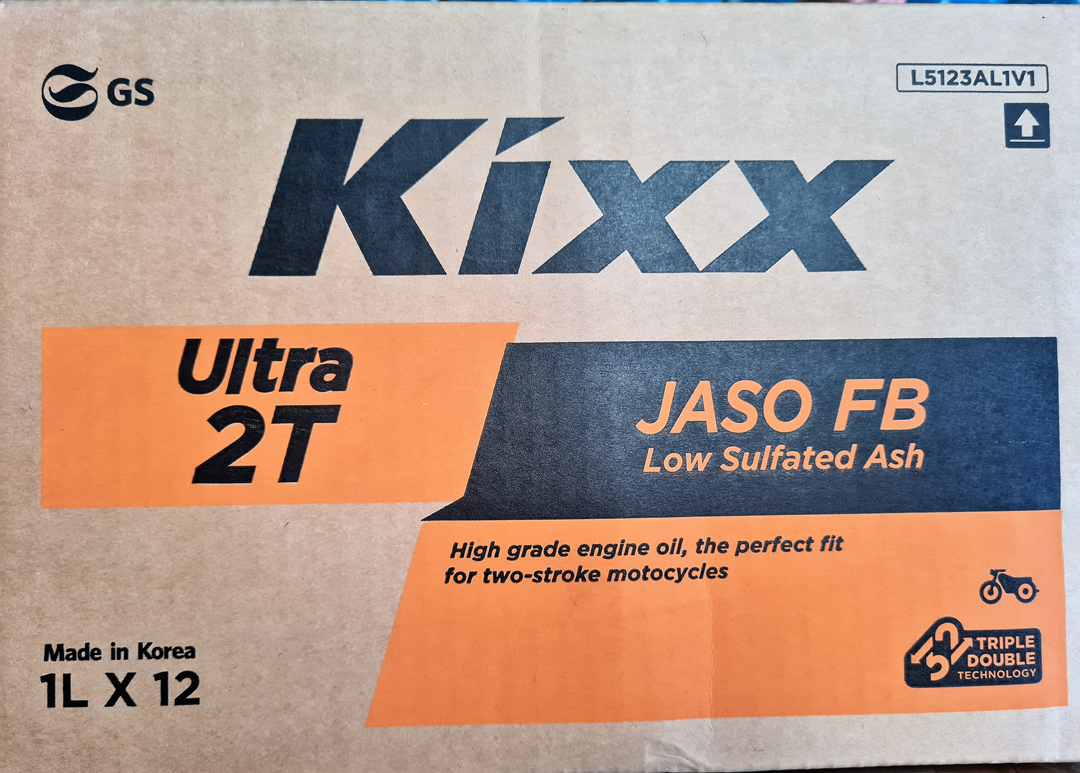 GS
L5123AL1V1
Kixx
Ultra
2T
JASO FB
Low Sulfated Ash
High grade engine oil, the perfect fit
for two-stroke motocycles
Made in Korea
1L X 12
TRIPLE
DOUBLE
TECHNOLOGY